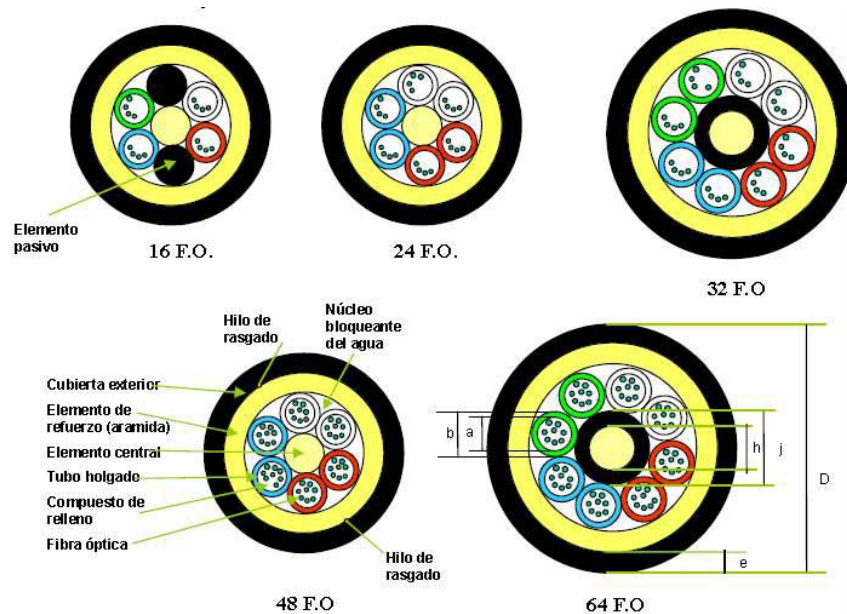 Elemento
pasivo
16 F.O.
24 F.O.
32 F.O
Hilo de
rasgado
Núcleo
bloqueante
del agua
Cubierta exterior
Elemento de
refuerzo (aramida)
Elemento central
Tubo holgado
Compuesto de
relleno
Fibra óptica
Hilo de
rasgado
48 F.O
b
a
h
j
D
e
64 F.O